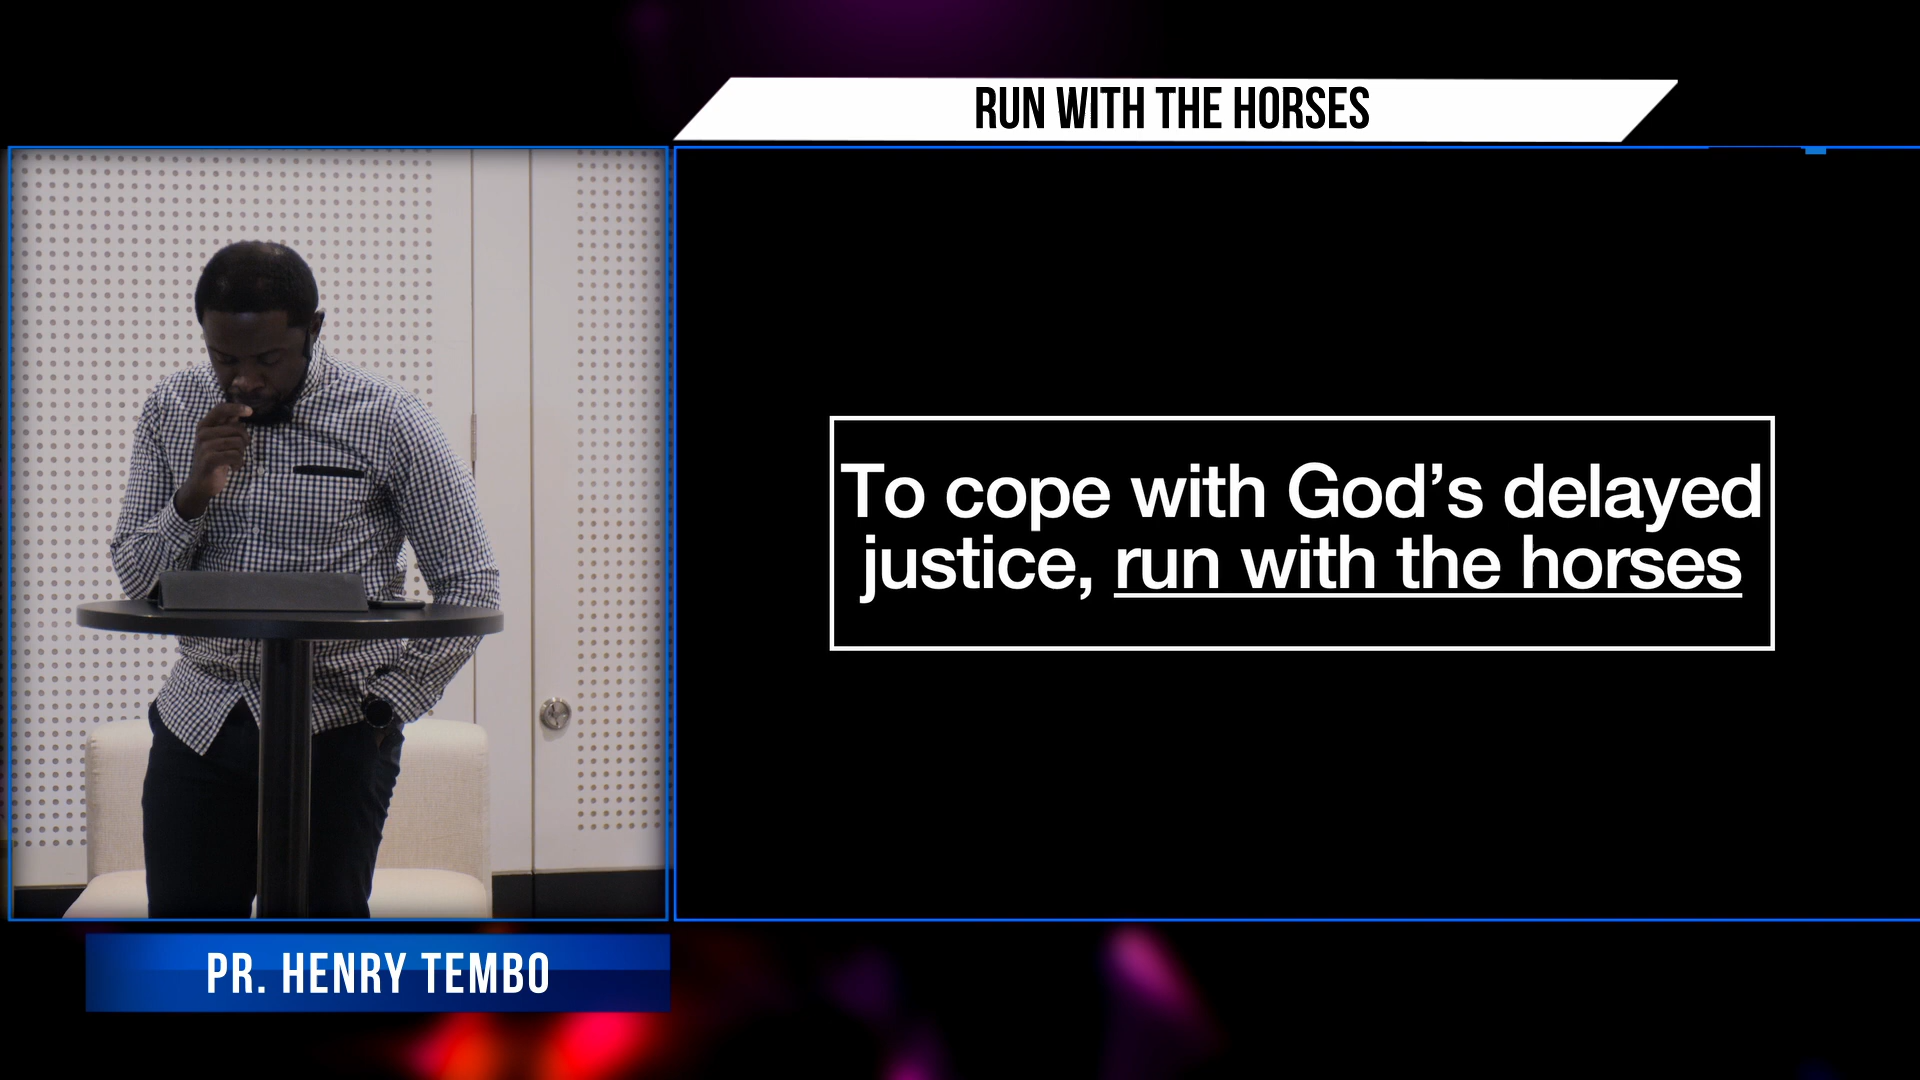 RUN WITH THE HORSES
To cope with God’s delayed
justice, run with the horses
PR. HENRY TEMBO